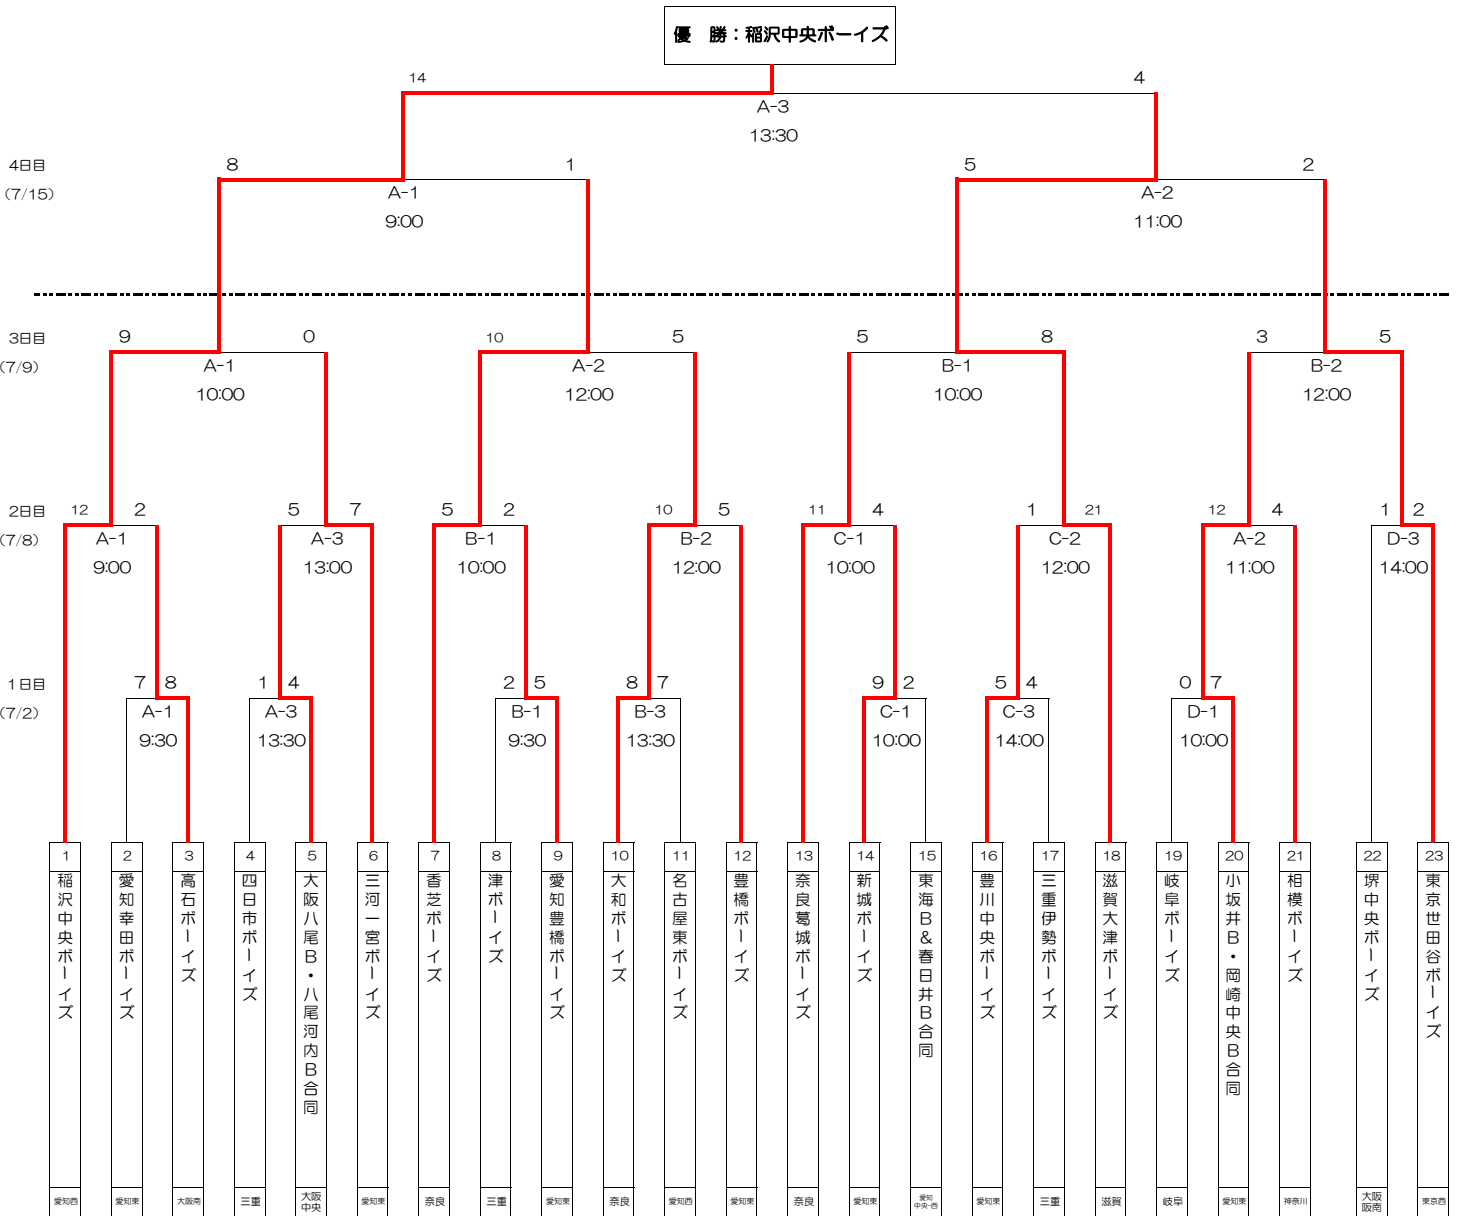 優　勝：稲沢中央ボーイズ
14 4
A-3
13:30
4日目 8 1 5 2
(7/15) A-1 A-2
9:00 11:00
3日目 9 0 10 5 5 8 3 5
(7/9) A-1 A-2 B-1 B-2
10:00 12:00 10:00 12:00
2日目 12 2 5 7 5 2 10 5 11 4 1 21 12 4 1 2
(7/8) A-1 A-3 B-1 B-2 C-1 C-2 A-2 D-3
9:00 13:00 10:00 12:00 10:00 12:00 11:00 14:00
1日目 7 8 1 4 2 5 8 7 9 2 5 4 0 7
(7/2) A-1 A-3 B-1 B-3 C-1 C-3 D-1
9:30 13:30 9:30 13:30 10:00 14:00 10:00
1 稲沢中央ボーイズ 愛知西
2 愛知幸田ボーイズ 愛知東
3 高石ボーイズ 大阪南
4 四日市ボーイズ 三重
5 大阪八尾B・八尾河内B合同 大阪中央
6 三河一宮ボーイズ 愛知東
7 香芝ボーイズ 奈良
8 津ボーイズ 三重
9 愛知豊橋ボーイズ 愛知東
10 大和ボーイズ 奈良
11 名古屋東ボーイズ 愛知西
12 豊橋ボーイズ 愛知東
13 奈良葛城ボーイズ 奈良
14 新城ボーイズ 愛知東
15 東海B＆春日井B合同 愛知中央-西
16 豊川中央ボーイズ 愛知東
17 三重伊勢ボーイズ 三重
18 滋賀大津ボーイズ 滋賀
19 岐阜ボーイズ 岐阜
20 小坂井B・岡崎中央B合同 愛知東
21 相模ボーイズ 神奈川
22 堺中央ボーイズ 大阪阪南
23 東京世田谷ボーイズ 東京西